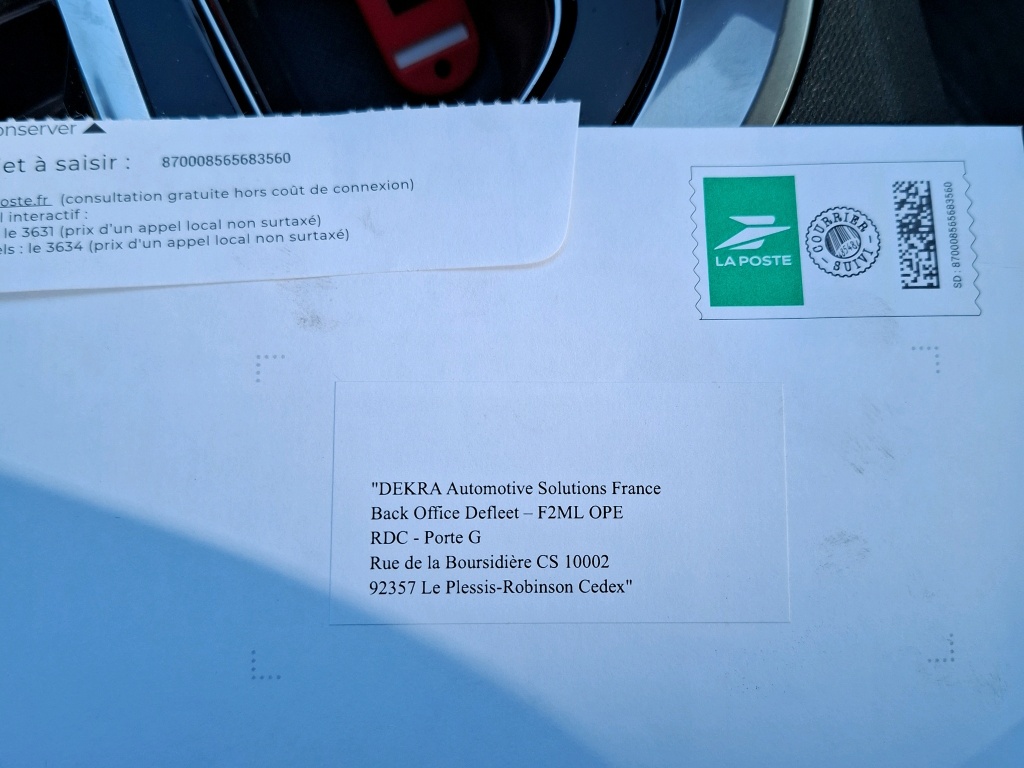 onserver
et à saisir : 870008565683560
oste.fr (consultation gratuite hors coût de connexion)
l interactif :
le 3631 (prix d'un appel local non surtaxé)
els : le 3634 (prix d'un appel local non surtaxé)
LA POSTE
COURRIER
SUIVI
SD : 870008565683560
"DEKRA Automotive Solutions France
Back Office Defleet – F2ML OPE
RDC - Porte G
Rue de la Boursidière CS 10002
92357 Le Plessis-Robinson Cedex"